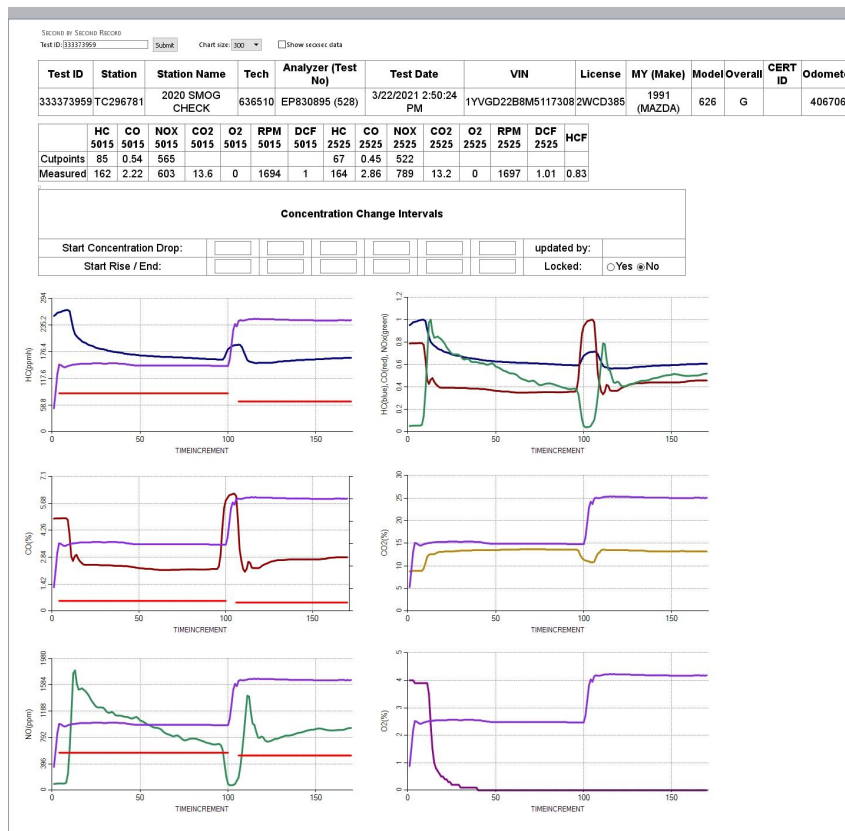 SECOND BY SECOND RECORD
Test ID: 333373959 Submit Chart size: 300 Show secxsec data
Test ID Station Station Name Tech Analyzer (Test No) Test Date VIN License MY (Make) Model Overall CERT ID Odomete
333373959 TC296781 2020 SMOG CHECK 636510 EP830895 (528) 3/22/2021 2:50:24 PM 1YVGD22B8M5117308 2WCD385 1991 (MAZDA) 626 G 406706
HC 5015 CO 5015 NOX 5015 CO2 5015 O2 5015 RPM 5015 DCF 5015 HC 2525 CO 2525 NOX 2525 CO2 2525 O2 2525 RPM 2525 DCF 2525 HCF
Cutpoints 85 0.54 565 67 0.45 522
Measured 162 2.22 603 13.6 0 1694 1 164 2.86 789 13.2 0 1697 1.01 0.83
Concentration Change Intervals
Start Concentration Drop: updated by:
Start Rise / End: Locked: Yes No
HC(ppmh)
294
235.2
117.6
58.8
0
0 50 100 150
TIMEINCREMENT
HC(blue),CO(red), NOx(green)
1.2
1
0.8
0.6
0.4
0.2
0
0 50 100 150
TIMEINCREMENT
CO(%)
7.1
5.68
4.26
2.84
1.42
0
0 50 100 150
TIMEINCREMENT
CO2(%)
30
25
20
15
10
5
0
0 50 100 150
TIMEINCREMENT
NO(ppm)
1980
1584
1188
792
396
0
0 50 100 150
TIMEINCREMENT
O2(%)
5
4
3
2
1
0
0 50 100 150
TIMEINCREMENT